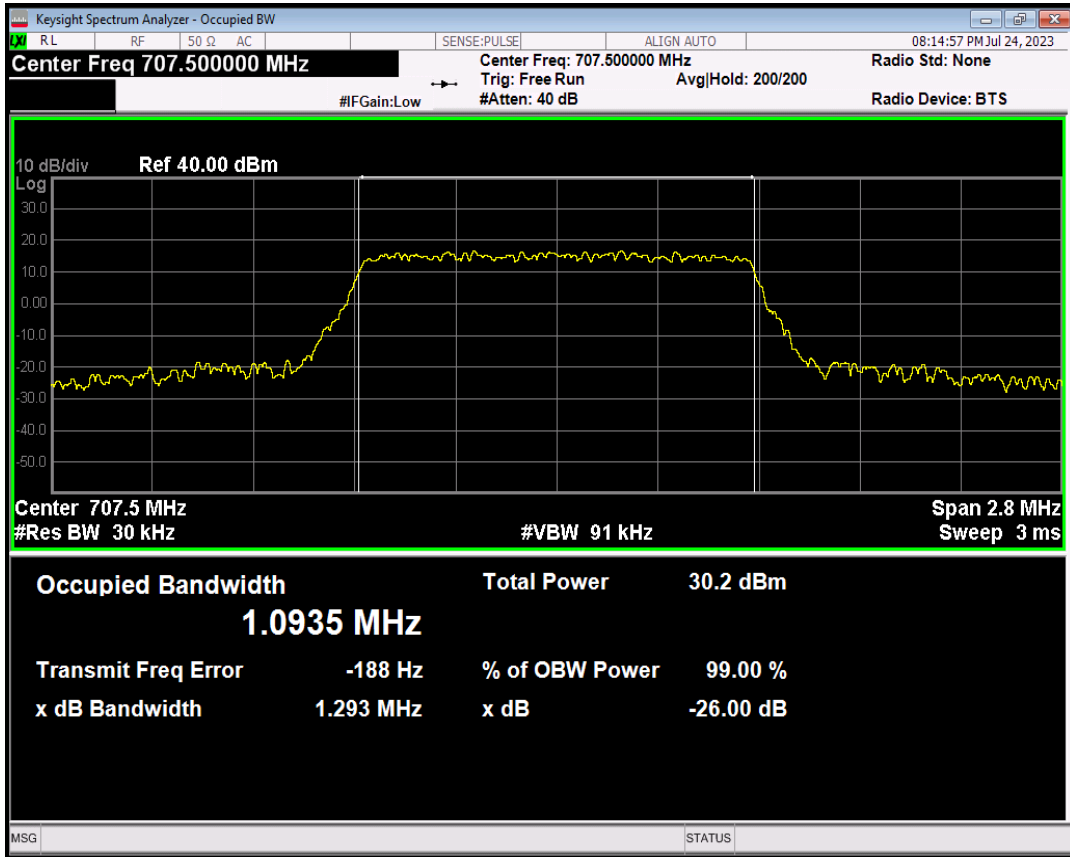 Keysight Spectrum Analyzer - Occupied BW
LXI RL RF 50 Ω AC SENSE:PULSE ALIGN AUTO 08:14:57 PM Jul 24, 2023
Center Freq 707.500000 MHz Center Freq: 707.500000 MHz Radio Std: None
Trig: Free Run Avg|Hold: 200/200
#IFGain:Low #Atten: 40 dB Radio Device: BTS
10 dB/div Ref 40.00 dBm
Log
30.0
20.0
10.0
0.00
-10.0
-20.0
-30.0
-40.0
-50.0
Center 707.5 MHz Span 2.8 MHz
#Res BW 30 kHz #VBW 91 kHz Sweep 3 ms
Occupied Bandwidth Total Power 30.2 dBm
1.0935 MHz
Transmit Freq Error -188 Hz % of OBW Power 99.00 %
x dB Bandwidth 1.293 MHz x dB -26.00 dB
MSG STATUS